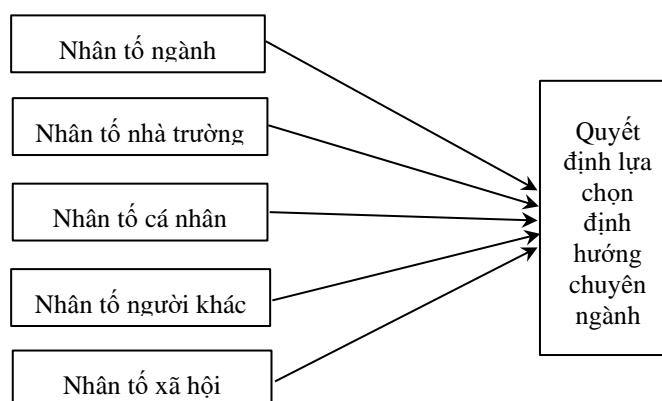 Nhân tố ngành
Nhân tố nhà trường
Nhân tố cá nhân
Nhân tố người khác
Nhân tố xã hội
Quyết
định lựa
chọn
định
hướng
chuyên
ngành